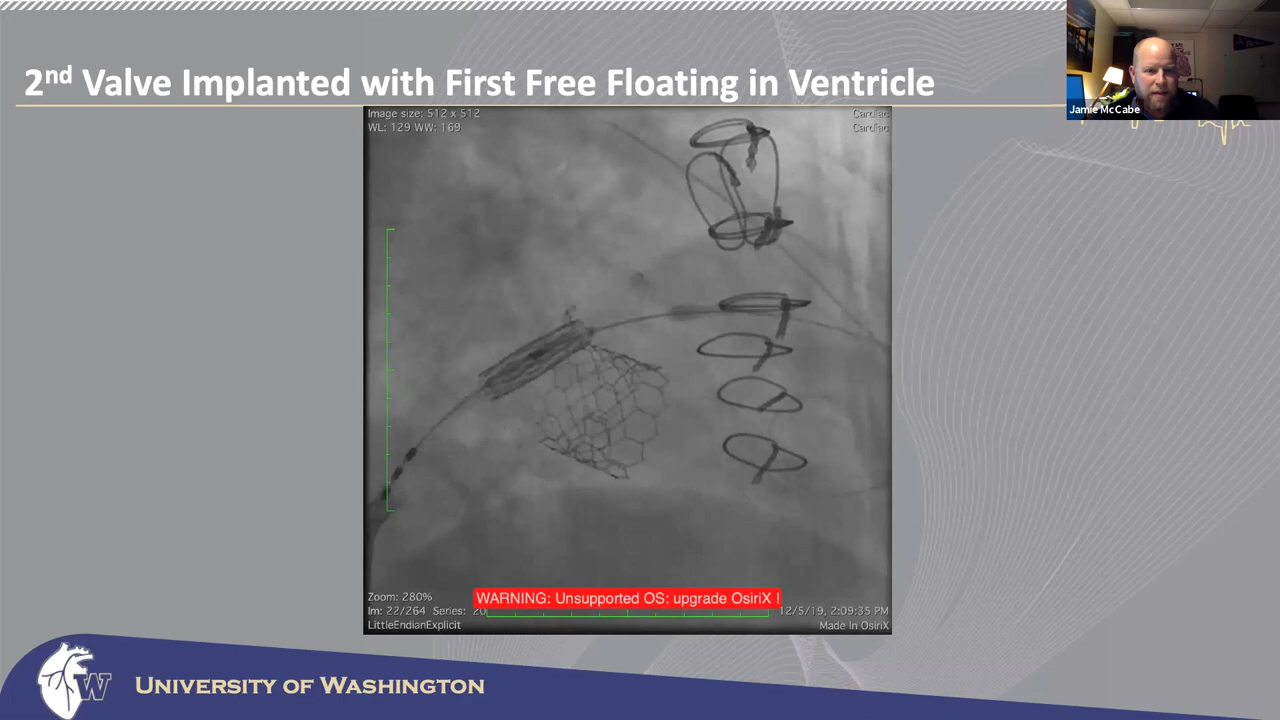 2nd Valve Implanted with First Free Floating in Ventricle
Jamie McCabe
Image size: 512 x 512
WL: 129 WW: 169
Cardiac
Cardiac
WARNING: Unsupported OS: upgrade OsiriX !
Zoom: 280%
Im: 22/264 Series: 20
12/5/19, 2:09:35 PM
LittleEndianExplicit
Made In OsiriX
W
UNIVERSITY OF WASHINGTON